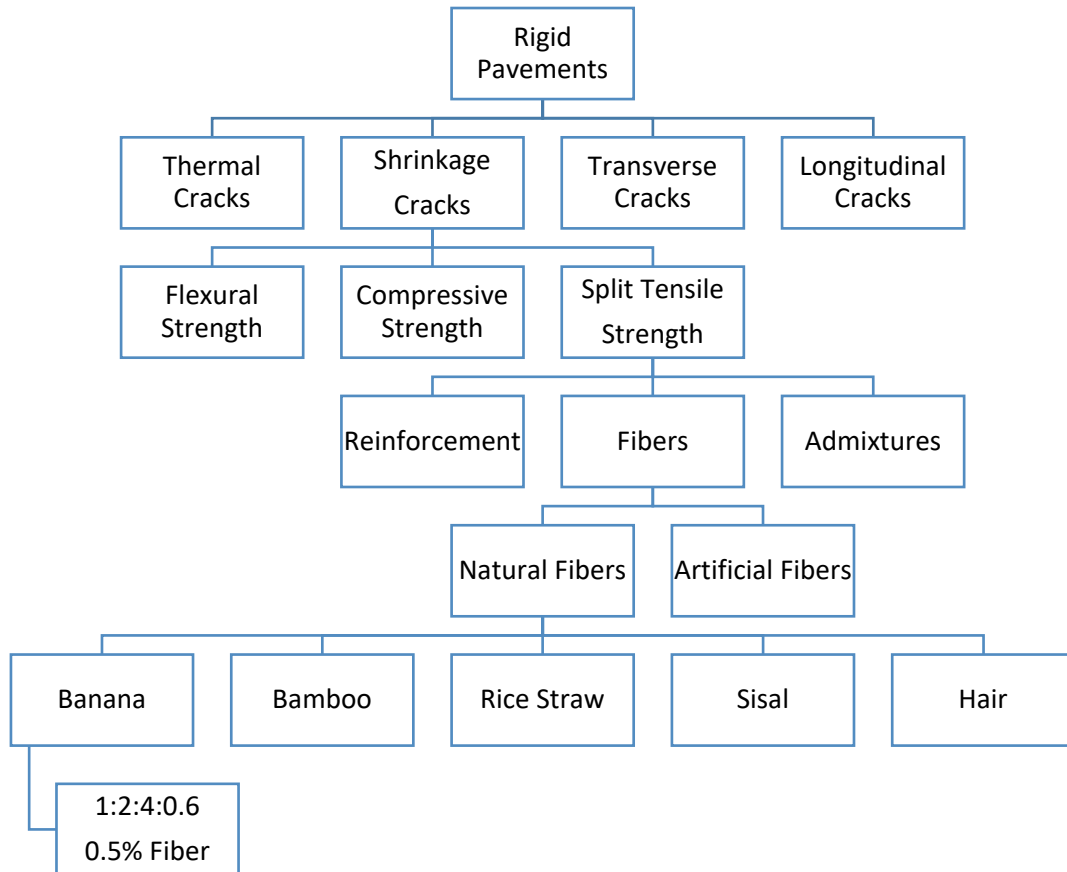 Rigid
Pavements
Thermal
Cracks
Shrinkage
Cracks
Transverse
Cracks
Longitudinal
Cracks
Flexural
Strength
Compressive
Strength
Split Tensile
Strength
Reinforcement
Fibers
Admixtures
Natural Fibers
Artificial Fibers
Banana
Bamboo
Rice Straw
Sisal
Hair
1:2:4:0.6
0.5% Fiber